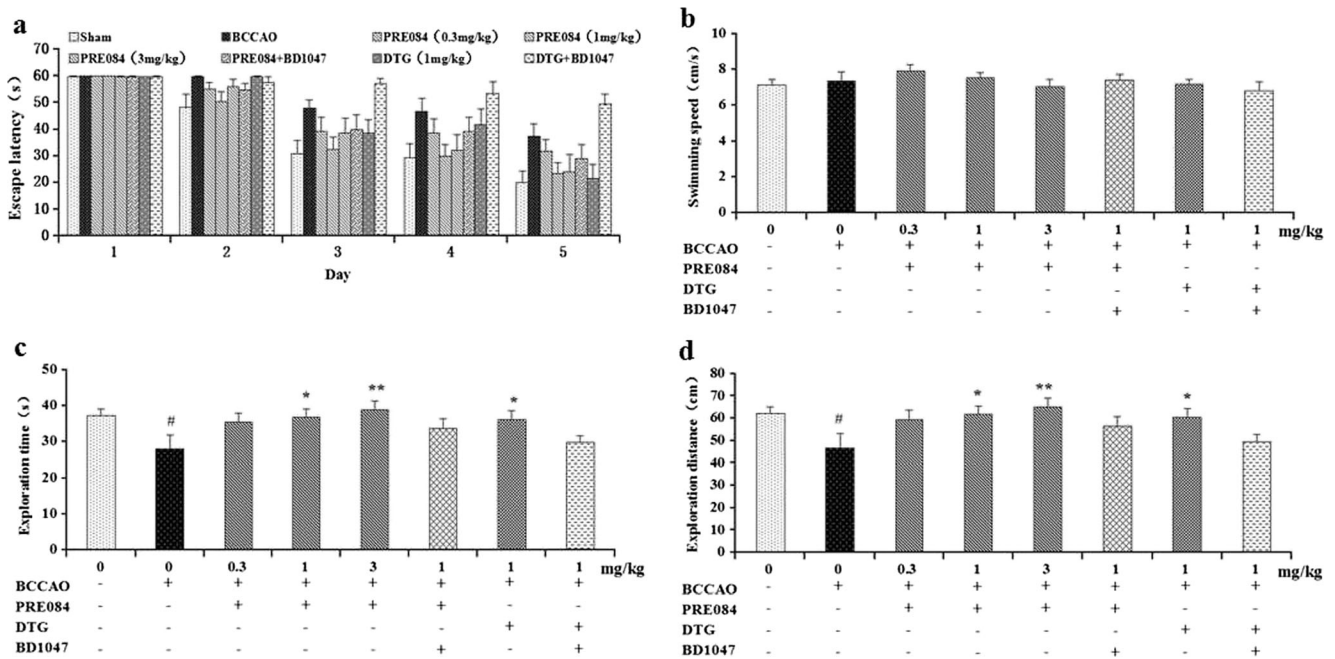 a
Sham BCCAO PRE084（0.3mg/kg） PRE084（1mg/kg）
PRE084（3mg/kg） PRE084+BD1047 DTG（1mg/kg） DTG+BD1047
Escape latency（s）
70
60
50
40
30
20
10
0
1 2 3 4 5
Day
b
Swimming speed（cm/s）
10
8
6
4
2
0
0 0 0.3 1 3 1 1 1 mg/kg
BCCAO - + + + + + + +
PRE084 - - + + + + - -
DTG - - - - - - + +
BD1047 - - - - - + - +
c
Exploration time（s）
50
40
30
20
10
0
# * ** *
0 0 0.3 1 3 1 1 1 mg/kg
BCCAO - + + + + + + +
PRE084 - - + + + + - -
DTG - - - - - - + +
BD1047 - - - - - + - +
d
Exploration distance（cm）
80
70
60
50
40
30
20
10
0
# * ** *
0 0 0.3 1 3 1 1 1 mg/kg
BCCAO - + + + + + + +
PRE084 - - + + + + - -
DTG - - - - - - + +
BD1047 - - - - - + - +